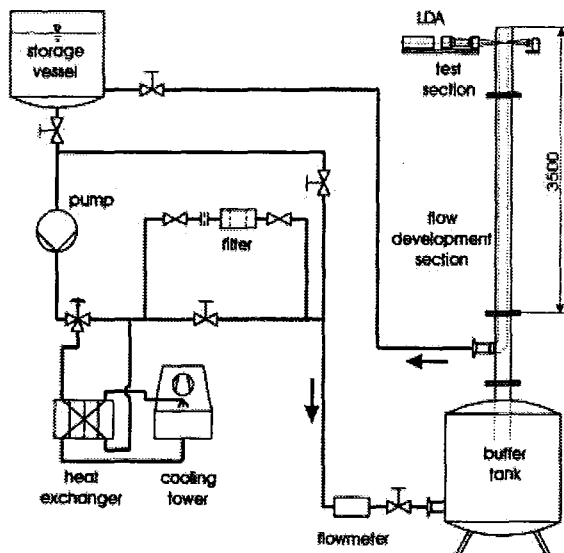 storage
vessel
LDA
test
section
3500
pump
filter
flow
development
section
heat
exchanger
cooling
tower
flowmeter
buffer
tank